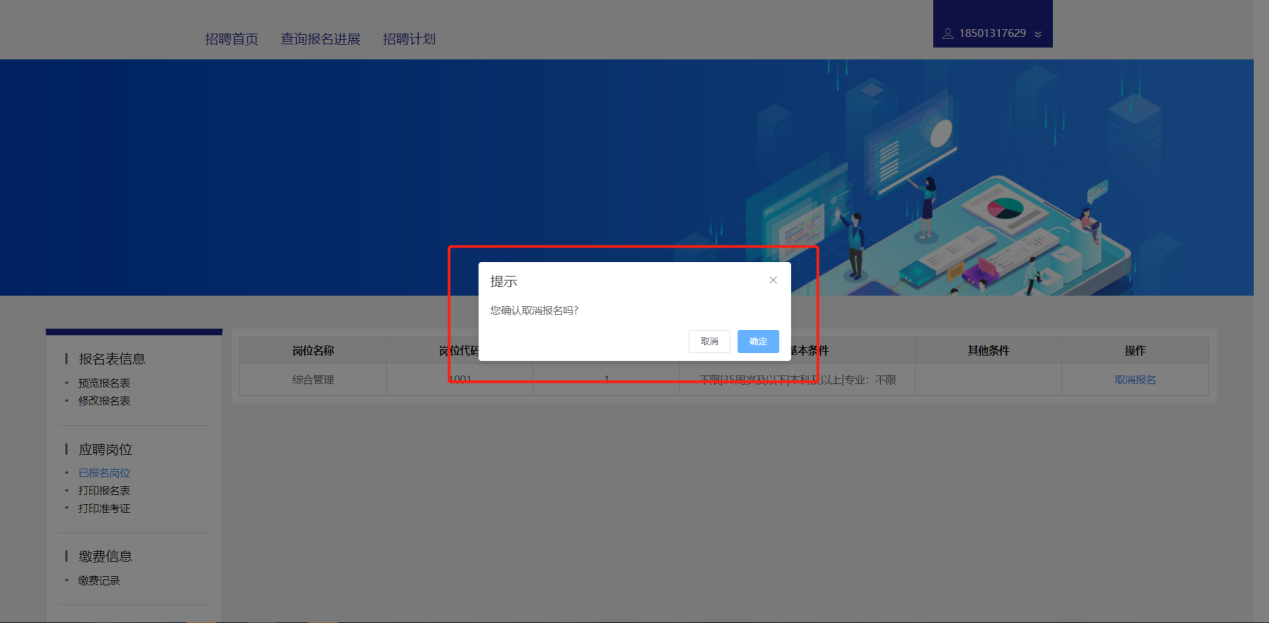 招聘首页 查询报名进展 招聘计划 18501317629
提示
您确认取消报名吗?
取消 确定
报名表信息
预览报名表
修改报名表
应聘岗位
已报名岗位
打印报名表
打印准考证
缴费信息
缴费记录
岗位名称 岗位代码 基本条件 其他条件 操作
综合管理 1001 1 不限|35周岁及以下|本科及以上|专业：不限 取消报名